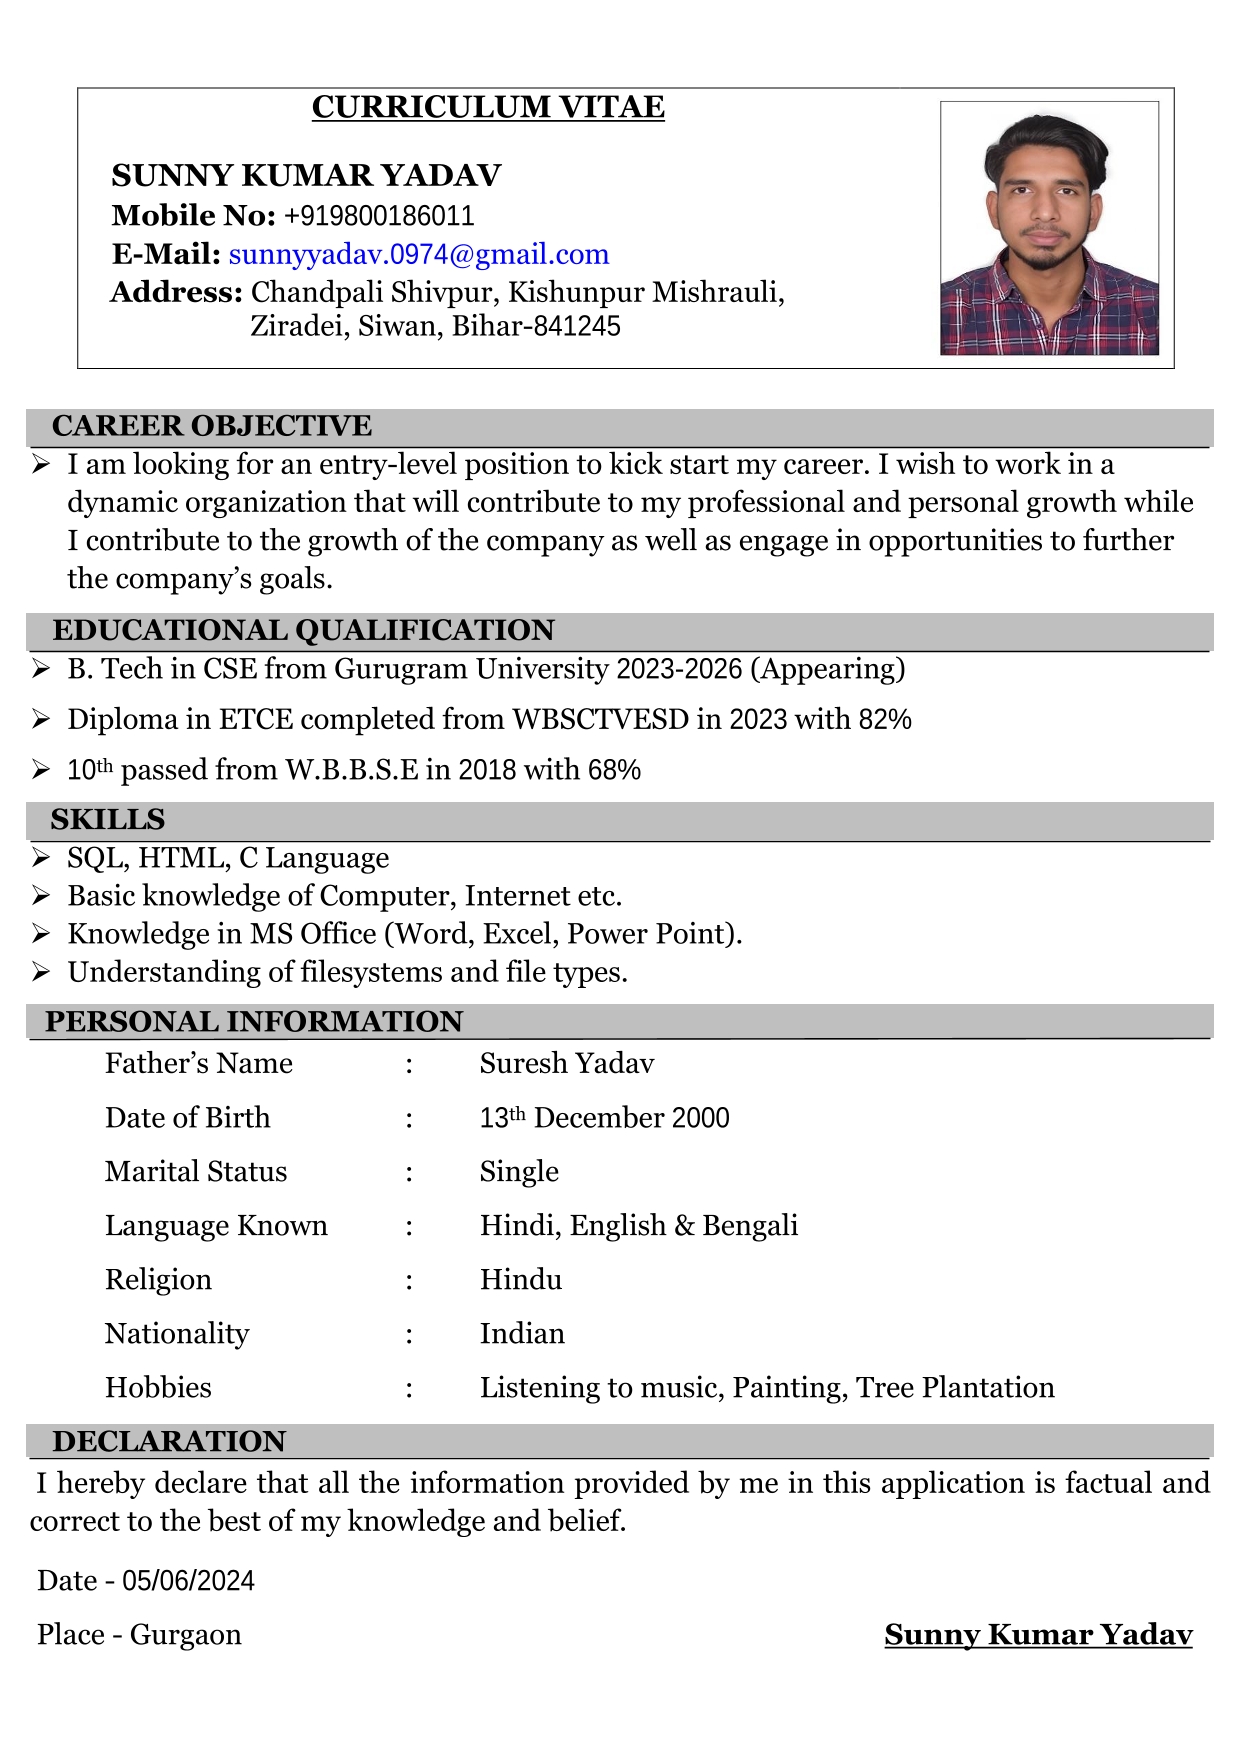 CURRICULUM VITAE
SUNNY KUMAR YADAV
Mobile No: +919800186011
E-Mail: sunnyyadav.0974@gmail.com
Address: Chandpali Shivpur, Kishunpur Mishrauli,
Ziradei, Siwan, Bihar-841245
CAREER OBJECTIVE
➢ I am looking for an entry-level position to kick start my career. I wish to work in a
dynamic organization that will contribute to my professional and personal growth while
I contribute to the growth of the company as well as engage in opportunities to further
the company’s goals.
EDUCATIONAL QUALIFICATION
➢ B. Tech in CSE from Gurugram University 2023-2026 (Appearing)
➢ Diploma in ETCE completed from WBSCTVESD in 2023 with 82%
➢ 10th passed from W.B.B.S.E in 2018 with 68%
SKILLS
➢ SQL, HTML, C Language
➢ Basic knowledge of Computer, Internet etc.
➢ Knowledge in MS Office (Word, Excel, Power Point).
➢ Understanding of filesystems and file types.
PERSONAL INFORMATION
Father’s Name : Suresh Yadav
Date of Birth : 13th December 2000
Marital Status : Single
Language Known : Hindi, English & Bengali
Religion : Hindu
Nationality : Indian
Hobbies : Listening to music, Painting, Tree Plantation
DECLARATION
I hereby declare that all the information provided by me in this application is factual and
correct to the best of my knowledge and belief.
Date - 05/06/2024
Place - Gurgaon Sunny Kumar Yadav